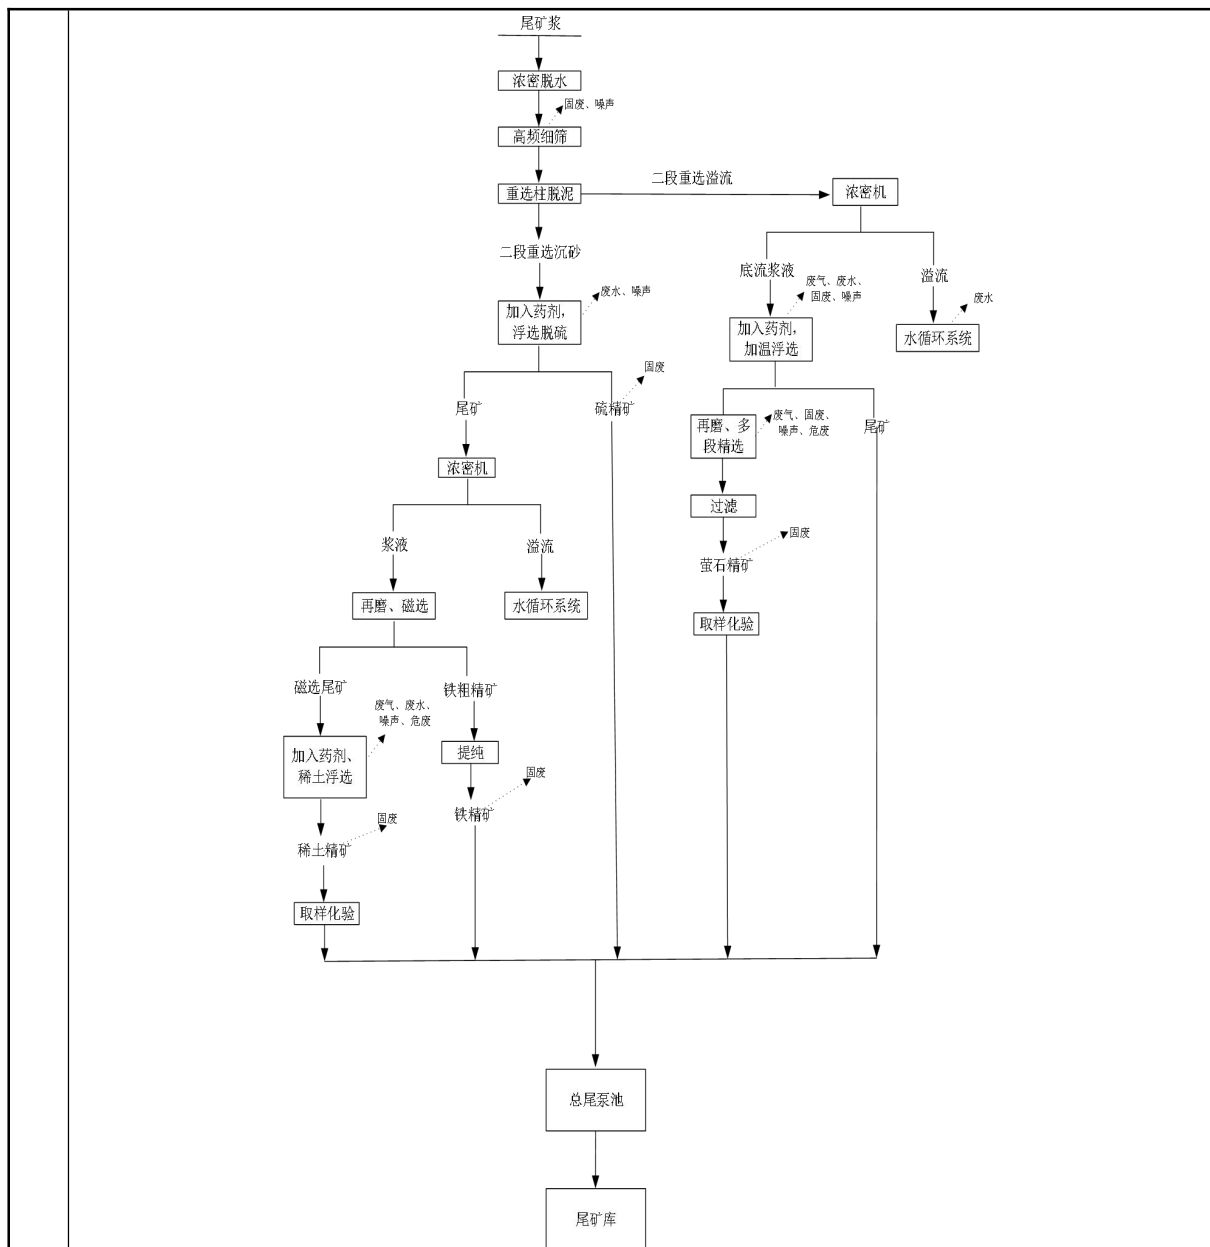 尾矿浆
浓密脱水
固废、噪声
高频细筛
二段重选溢流
重选柱脱泥
浓密机
二段重选沉砂
底流浆液
溢流
废气、废水、
固废、噪声
废水、噪声
废水
加入药剂,
浮选脱硫
加入药剂,
加温浮选
水循环系统
固废
尾矿
硫精矿
废气、固废、
噪声、危废
再磨、多
段精选
尾矿
浓密机
过滤
固废
浆液
溢流
萤石精矿
再磨、磁选
水循环系统
取样化验
磁选尾矿
铁粗精矿
废气、废水、
噪声、危废
加入药剂、
稀土浮选
提纯
固废
铁精矿
固废
稀土精矿
取样化验
总尾泵池
尾矿库